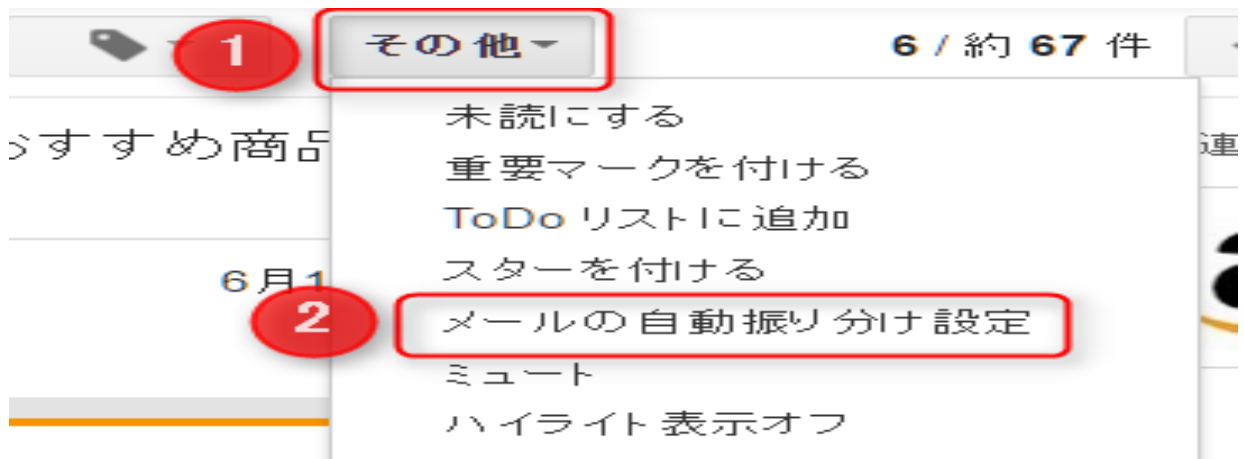 1 その他 6 / 約 67 件
未読にする
おすすめ商品 連
重要マークを付ける
ToDo リストに追加
6月1 スターを付ける
2 メールの自動振り分け設定
ミュート
ハイライト表示オフ